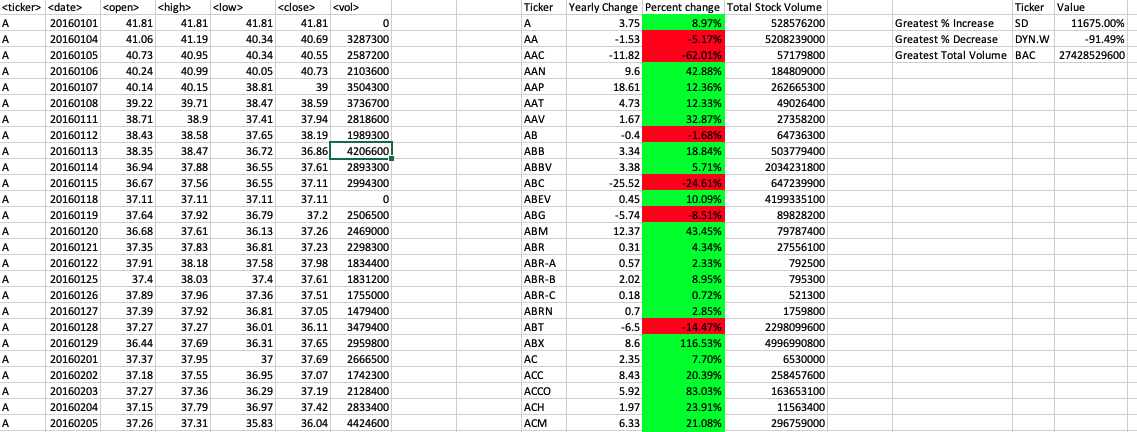 <ticker> <date> <open> <high> <low> <close> <vol> Ticker Yearly Change Percent change Total Stock Volume Ticker Value
A 20160101 41.81 41.81 41.81 41.81 0 A 3.75 8.97% 528576200 Greatest % Increase SD 11675.00%
A 20160104 41.06 41.19 40.34 40.69 3287300 AA -1.53 -5.17% 5208239000 Greatest % Decrease DYN.W -91.49%
A 20160105 40.73 40.95 40.34 40.55 2587200 AAC -11.82 -62.01% 57179800 Greatest Total Volume BAC 27428529600
A 20160106 40.24 40.99 40.05 40.73 2103600 AAN 9.6 42.88% 184809000
A 20160107 40.14 40.15 38.81 39 3504300 AAP 18.61 12.36% 262665300
A 20160108 39.22 39.71 38.47 38.59 3736700 AAT 4.73 12.33% 49026400
A 20160111 38.71 38.9 37.41 37.94 2818600 AAV 1.67 32.87% 27358200
A 20160112 38.43 38.58 37.65 38.19 1989300 AB -0.4 -1.68% 64736300
A 20160113 38.35 38.47 36.72 36.86 4206600 ABB 3.34 18.84% 503779400
A 20160114 36.94 37.88 36.55 37.61 2893300 ABBV 3.38 5.71% 2034231800
A 20160115 36.67 37.56 36.55 37.11 2994300 ABC -25.52 -24.61% 647239900
A 20160118 37.11 37.11 37.11 37.11 0 ABEV 0.45 10.09% 4199335100
A 20160119 37.64 37.92 36.79 37.2 2506500 ABG -5.74 -8.51% 89828200
A 20160120 36.68 37.61 36.13 37.26 2469000 ABM 12.37 43.45% 79787400
A 20160121 37.35 37.83 36.81 37.23 2298300 ABR 0.31 4.34% 27556100
A 20160122 37.91 38.18 37.58 37.98 1834400 ABR-A 0.57 2.33% 792500
A 20160125 37.4 38.03 37.4 37.61 1831200 ABR-B 2.02 8.95% 795300
A 20160126 37.89 37.96 37.36 37.51 1755000 ABR-C 0.18 0.72% 521300
A 20160127 37.39 37.92 36.81 37.05 1479400 ABRN 0.7 2.85% 1759800
A 20160128 37.27 37.27 36.01 36.11 3479400 ABT -6.5 -14.47% 2298099600
A 20160129 36.44 37.69 36.31 37.65 2959800 ABX 8.6 116.53% 4996990800
A 20160201 37.37 37.95 37 37.69 2666500 AC 2.35 7.70% 6530000
A 20160202 37.18 37.55 36.95 37.07 1742300 ACC 8.43 20.39% 258457600
A 20160203 37.27 37.36 36.29 37.19 2128400 ACCO 5.92 83.03% 163653100
A 20160204 37.15 37.79 36.97 37.42 2833400 ACH 1.97 23.91% 11563400
A 20160205 37.26 37.31 35.83 36.04 4424600 ACM 6.33 21.08% 296759000